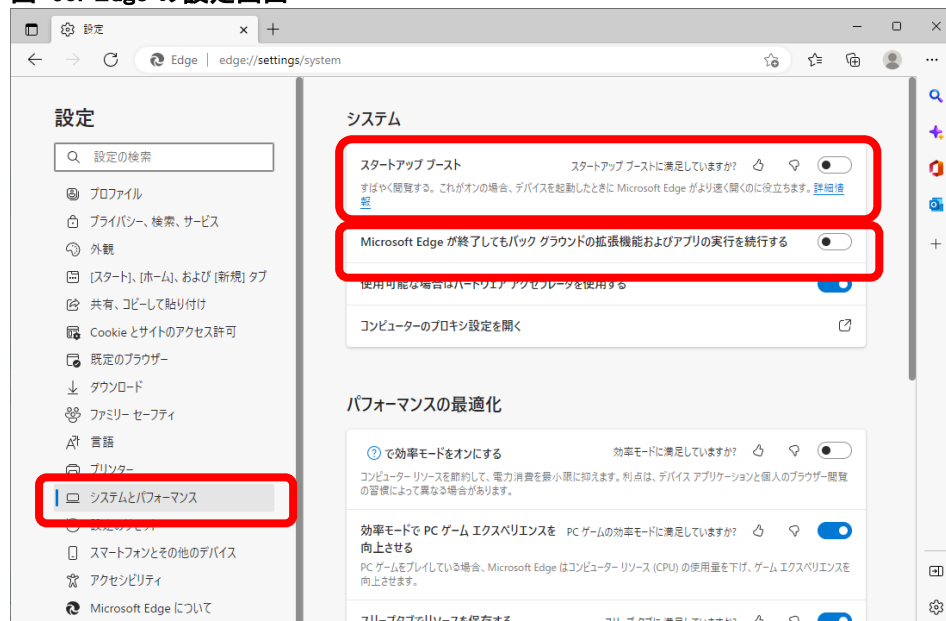 設定
Edge | edge://settings/system
設定
設定の検索
プロファイル
プライバシー、検索、サービス
外観
[スタート]、[ホーム]、および [新規] タブ
共有、コピーして貼り付け
Cookie とサイトのアクセス許可
既定のブラウザー
ダウンロード
ファミリー セーフティ
言語
プリンター
システムとパフォーマンス
スマートフォンとその他のデバイス
アクセシビリティ
Microsoft Edge について
システム
スタートアップ ブースト
スタートアップ ブーストに満足していますか?
すばやく閲覧する。これがオンの場合、デバイスを起動したときに Microsoft Edge がより速く開くのに役立ちます。詳細情
報
Microsoft Edge が終了してもバック グラウンドの拡張機能およびアプリの実行を続行する
使用可能な場合はハードウェア アクセラレータを使用する
コンピューターのプロキシ設定を開く
パフォーマンスの最適化
? で効率モードをオンにする
効率モードに満足していますか?
コンピューター リソースを節約して、電力消費を最小限に抑えます。利点は、デバイス アプリケーションと個人のブラウザー閲覧
の習慣によって異なる場合があります。
効率モードで PC ゲーム エクスペリエンスを
向上させる
PC ゲームの効率モードに満足していますか?
PC ゲームをプレイしている場合、Microsoft Edge はコンピューター リソース (CPU) の使用量を下げ、ゲーム エクスペリエンスを
向上させます。
スリープタブでリソースを保存する